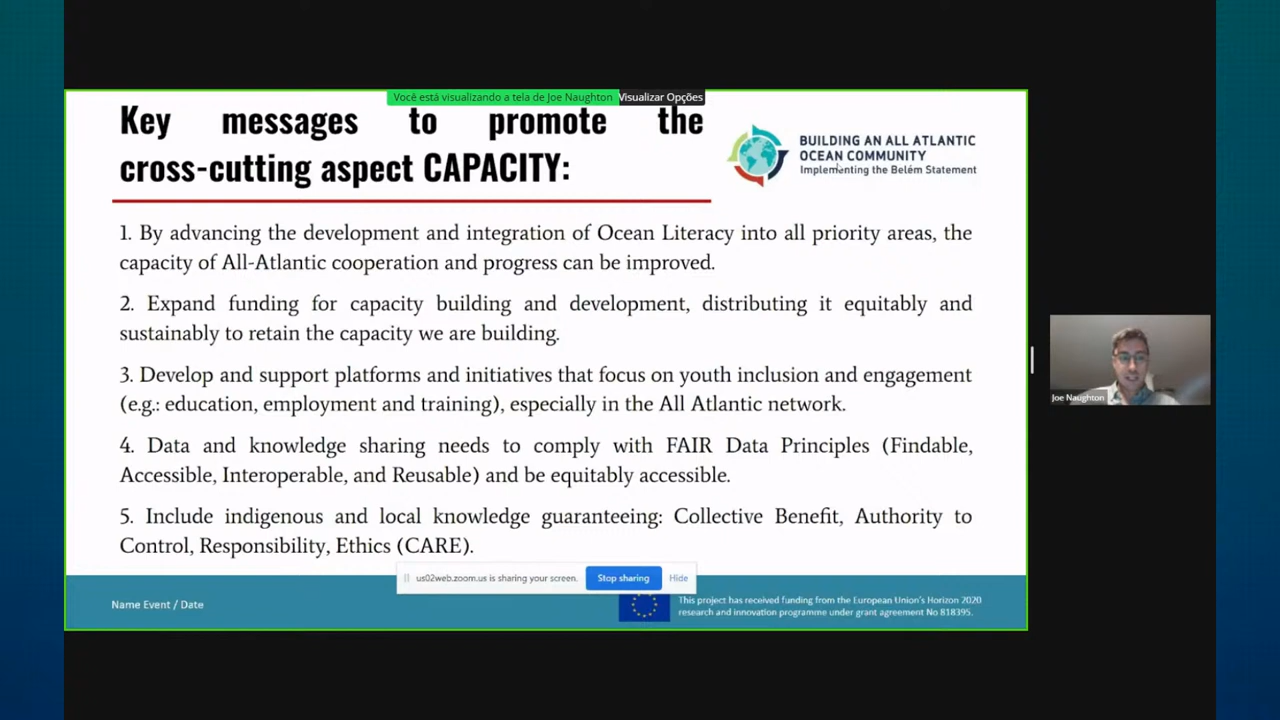 Você está visualizando a tela de Joe Naughton Visualizar Opções
Key messages to promote the
cross-cutting aspect CAPACITY:
BUILDING AN ALL ATLANTIC
OCEAN COMMUNITY
Implementing the Belém Statement
1. By advancing the development and integration of Ocean Literacy into all priority areas, the
capacity of All-Atlantic cooperation and progress can be improved.
2. Expand funding for capacity building and development, distributing it equitably and
sustainably to retain the capacity we are building.
3. Develop and support platforms and initiatives that focus on youth inclusion and engagement
(e.g.: education, employment and training), especially in the All Atlantic network.
4. Data and knowledge sharing needs to comply with FAIR Data Principles (Findable,
Accessible, Interoperable, and Reusable) and be equitably accessible.
5. Include indigenous and local knowledge guaranteeing: Collective Benefit, Authority to
Control, Responsibility, Ethics (CARE).
us02web.zoom.us is sharing your screen. Stop sharing Hide
Name Event / Date
This project has received funding from the European Union's Horizon 2020
research and innovation programme under grant agreement No 818395.
Joe Naughton